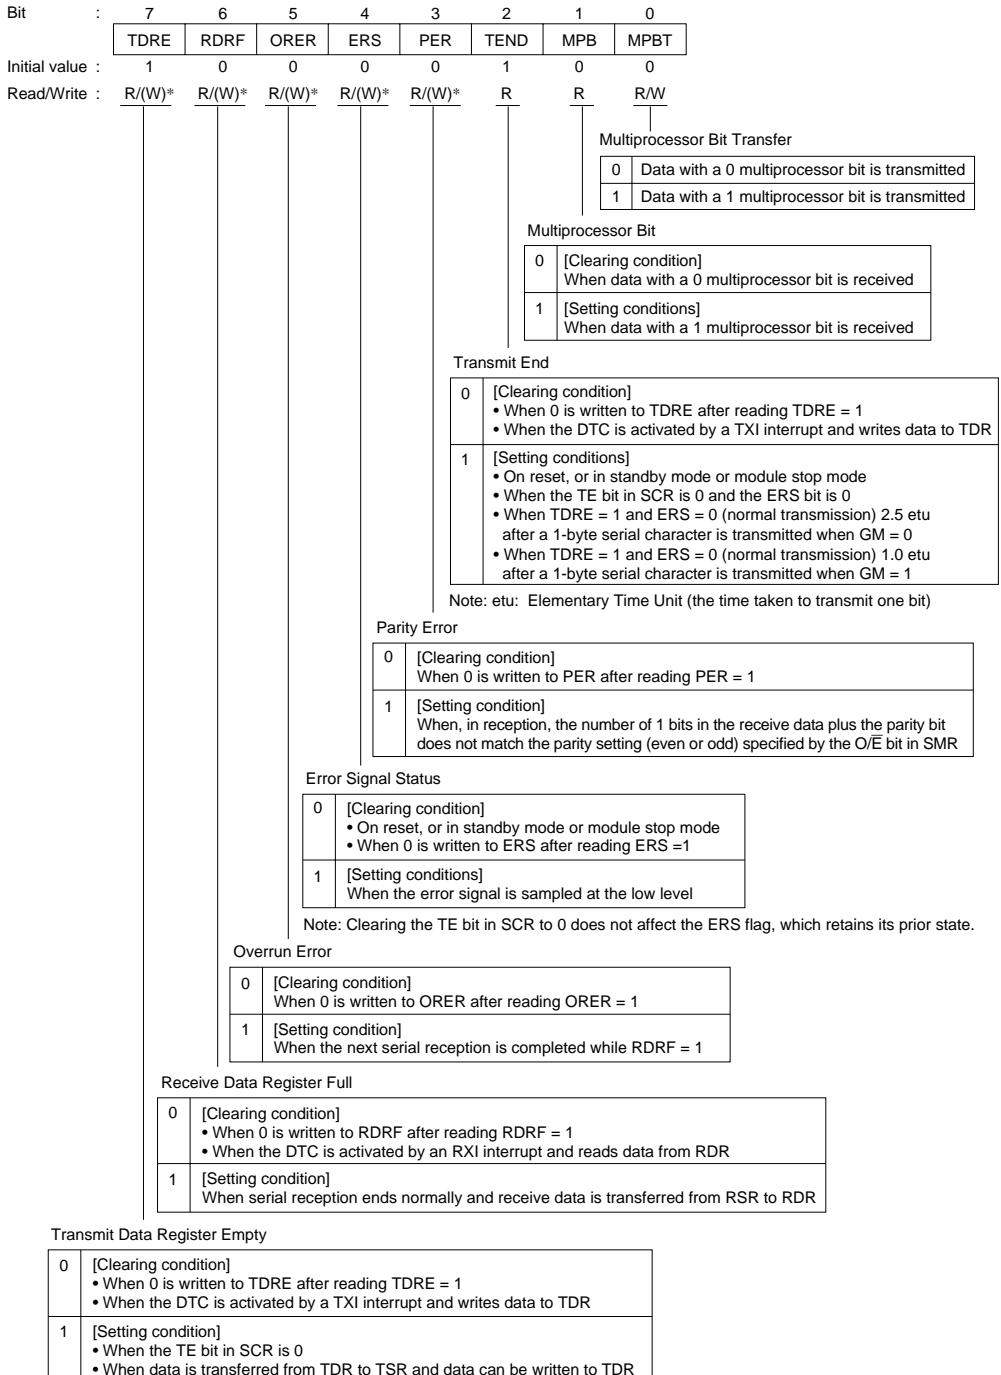 Bit : 7 6 5 4 3 2 1 0
TDRE RDRF ORER ERS PER TEND MPB MPBT
Initial value : 1 0 0 0 0 1 0 0
Read/Write : R/(W)* R/(W)* R/(W)* R/(W)* R/(W)* R R R/W
Multiprocessor Bit Transfer
0 Data with a 0 multiprocessor bit is transmitted
1 Data with a 1 multiprocessor bit is transmitted
Multiprocessor Bit
0 [Clearing condition]
When data with a 0 multiprocessor bit is received
1 [Setting conditions]
When data with a 1 multiprocessor bit is received
Transmit End
0 [Clearing condition]
• When 0 is written to TDRE after reading TDRE = 1
• When the DTC is activated by a TXI interrupt and writes data to TDR
1 [Setting conditions]
• On reset, or in standby mode or module stop mode
• When the TE bit in SCR is 0 and the ERS bit is 0
• When TDRE = 1 and ERS = 0 (normal transmission) 2.5 etu
after a 1-byte serial character is transmitted when GM = 0
• When TDRE = 1 and ERS = 0 (normal transmission) 1.0 etu
after a 1-byte serial character is transmitted when GM = 1
Note: etu: Elementary Time Unit (the time taken to transmit one bit)
Parity Error
0 [Clearing condition]
When 0 is written to PER after reading PER = 1
1 [Setting condition]
When, in reception, the number of 1 bits in the receive data plus the parity bit
does not match the parity setting (even or odd) specified by the O/E̅ bit in SMR
Error Signal Status
0 [Clearing condition]
• On reset, or in standby mode or module stop mode
• When 0 is written to ERS after reading ERS =1
1 [Setting conditions]
When the error signal is sampled at the low level
Note: Clearing the TE bit in SCR to 0 does not affect the ERS flag, which retains its prior state.
Overrun Error
0 [Clearing condition]
When 0 is written to ORER after reading ORER = 1
1 [Setting condition]
When the next serial reception is completed while RDRF = 1
Receive Data Register Full
0 [Clearing condition]
• When 0 is written to RDRF after reading RDRF = 1
• When the DTC is activated by an RXI interrupt and reads data from RDR
1 [Setting condition]
When serial reception ends normally and receive data is transferred from RSR to RDR
Transmit Data Register Empty
0 [Clearing condition]
• When 0 is written to TDRE after reading TDRE = 1
• When the DTC is activated by a TXI interrupt and writes data to TDR
1 [Setting condition]
• When the TE bit in SCR is 0
• When data is transferred from TDR to TSR and data can be written to TDR